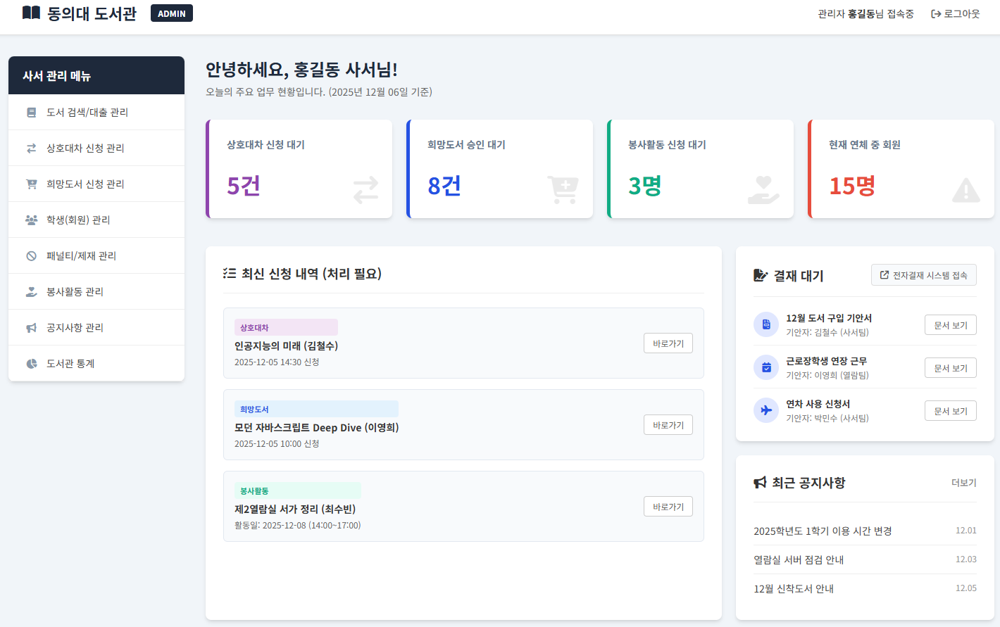 동의대 도서관 ADMIN
관리자 홍길동님 접속중 로그아웃
사서 관리 메뉴
도서 검색/대출 관리
상호대차 신청 관리
희망도서 신청 관리
학생(회원) 관리
패널티/제재 관리
봉사활동 관리
공지사항 관리
도서관 통계
안녕하세요, 홍길동 사서님!
오늘의 주요 업무 현황입니다. (2025년 12월 06일 기준)
상호대차 신청 대기
5건
희망도서 승인 대기
8건
봉사활동 신청 대기
3명
현재 연체 중 회원
15명
최신 신청 내역 (처리 필요)
상호대차
인공지능의 미래 (김철수)
2025-12-05 14:30 신청
바로가기
희망도서
모던 자바스크립트 Deep Dive (이영희)
2025-12-05 10:00 신청
바로가기
봉사활동
제2열람실 서가 정리 (최수빈)
활동일: 2025-12-08 (14:00~17:00)
바로가기
결재 대기
전자결재 시스템 접속
12월 도서 구입 기안서
기안자: 김철수 (사서팀)
문서 보기
근로장학생 연장 근무
기안자: 이영희 (열람팀)
문서 보기
연차 사용 신청서
기안자: 박민수 (사서팀)
문서 보기
최근 공지사항
더보기
2025학년도 1학기 이용 시간 변경 12.01
열람실 서버 점검 안내 12.03
12월 신착도서 안내 12.05